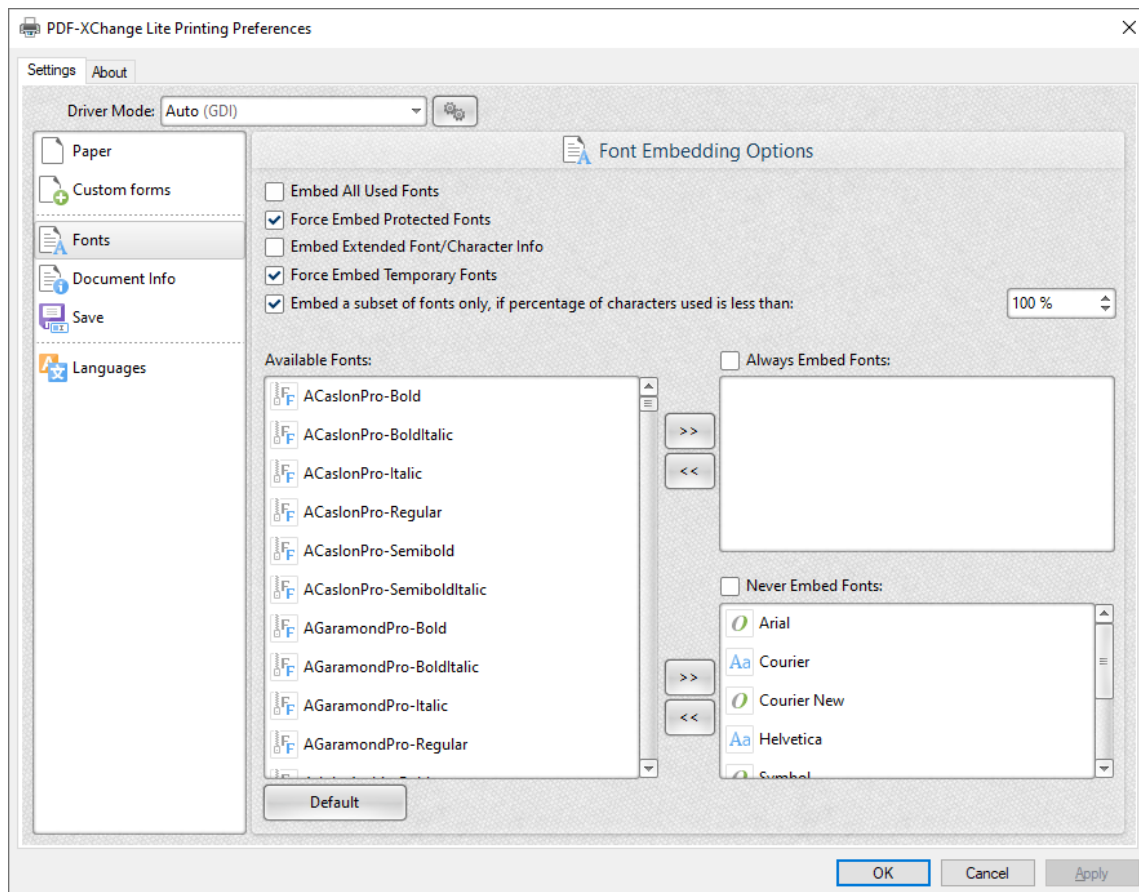 PDF-XChange Lite Printing Preferences
Settings
About
Driver Mode: Auto (GDI)
Paper
Custom forms
Fonts
Document Info
Save
Languages
Font Embedding Options
Embed All Used Fonts
Force Embed Protected Fonts
Embed Extended Font/Character Info
Force Embed Temporary Fonts
Embed a subset of fonts only, if percentage of characters used is less than: 100 %
Available Fonts:
ACaslonPro-Bold
ACaslonPro-BoldItalic
ACaslonPro-Italic
ACaslonPro-Regular
ACaslonPro-Semibold
ACaslonPro-SemiboldItalic
AGaramondPro-Bold
AGaramondPro-BoldItalic
AGaramondPro-Italic
AGaramondPro-Regular
>>
<<
>>
<<
Always Embed Fonts:
Never Embed Fonts:
Arial
Courier
Courier New
Helvetica
Symbol
Default
OK
Cancel
Apply